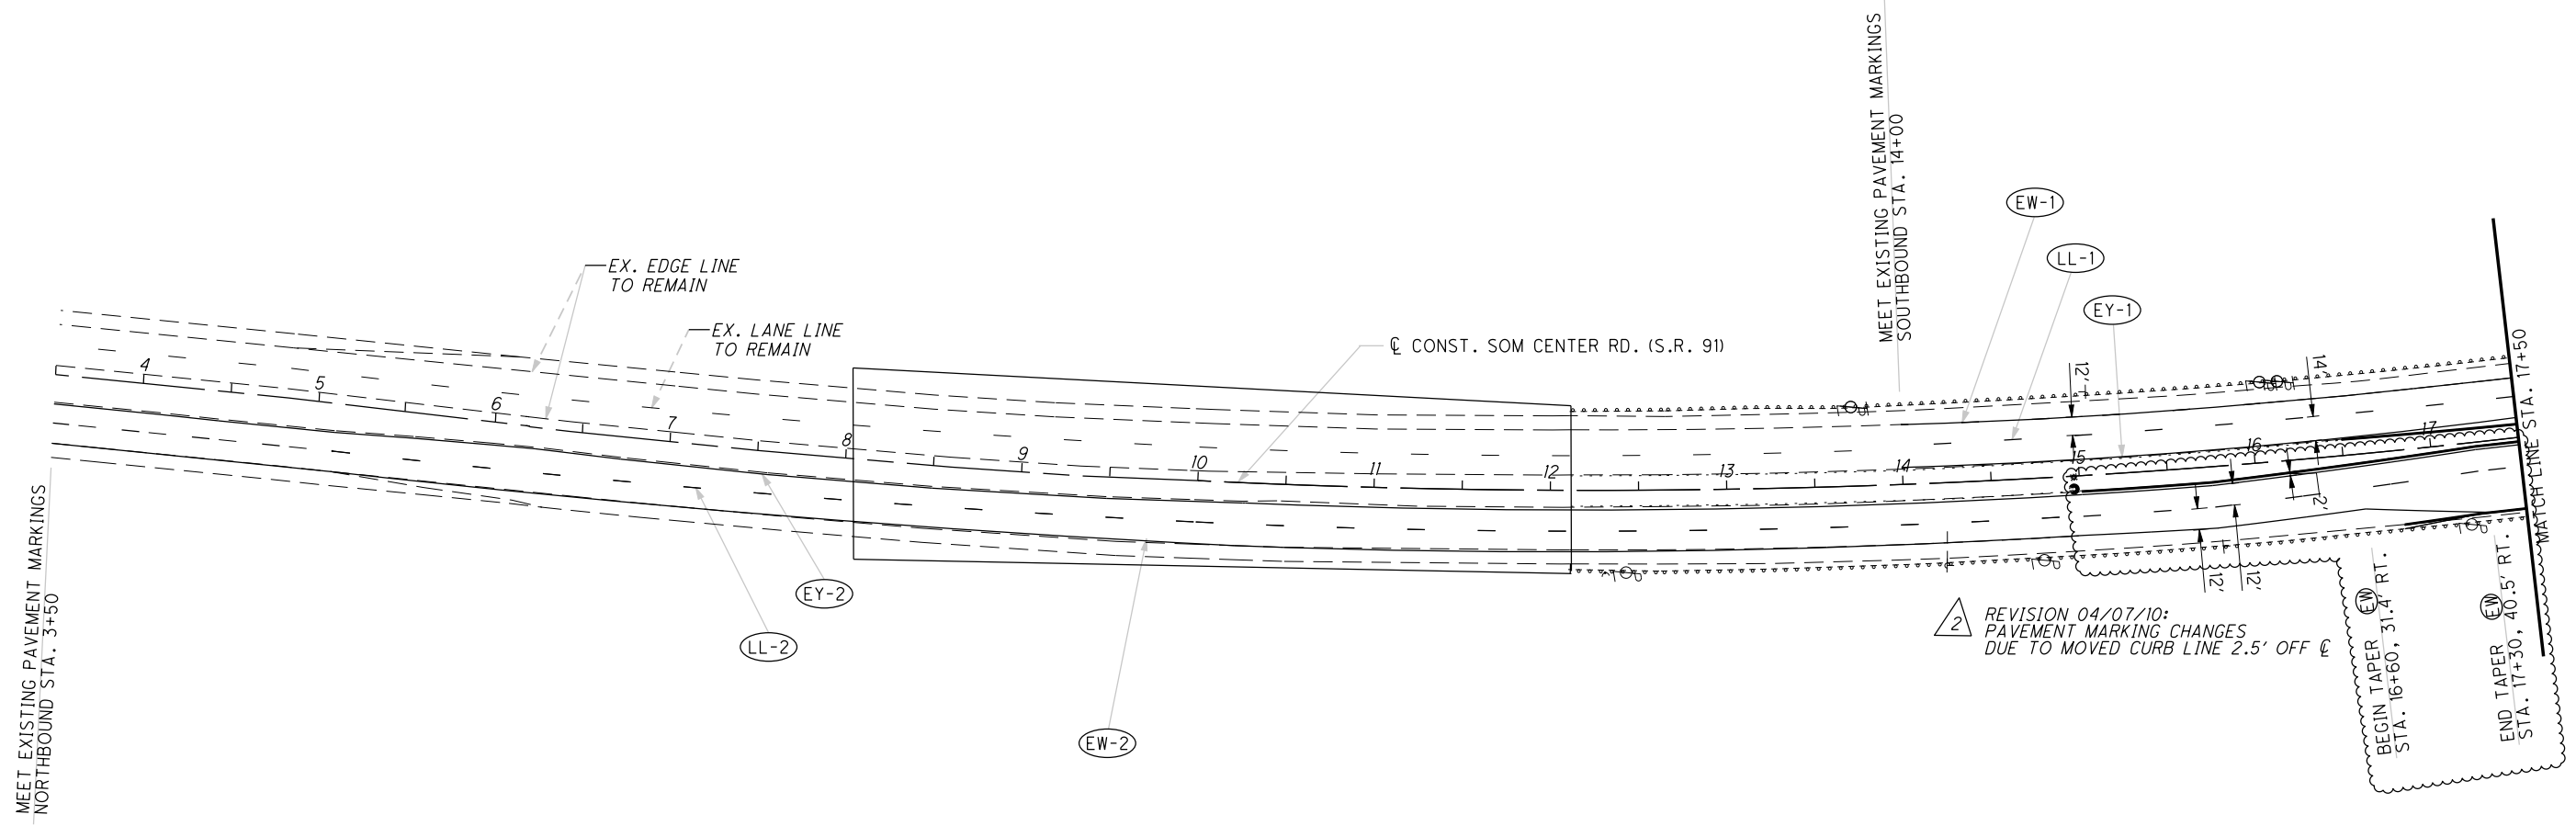 MEET EXISTING PAVEMENT MARKINGS
SOUTHBOUND STA. 14+00
EW-1
LL-1
EY-1
EX. EDGE LINE
TO REMAIN
EX. LANE LINE
TO REMAIN
℄ CONST. SOM CENTER RD. (S.R. 91)
12'
14'
MATCH LINE STA. 17+50
4
5
6
7
8
9
10
11
12
13
14
15
16
17
2'
12'
12'
MEET EXISTING PAVEMENT MARKINGS
NORTHBOUND STA. 3+50
EY-2
LL-2
EW-2
2
REVISION 04/07/10:
PAVEMENT MARKING CHANGES
DUE TO MOVED CURB LINE 2.5' OFF ℄
BEGIN TAPER EW
STA. 16+60, 31.4' RT.
END TAPER EW
STA. 17+30, 40.5' RT.